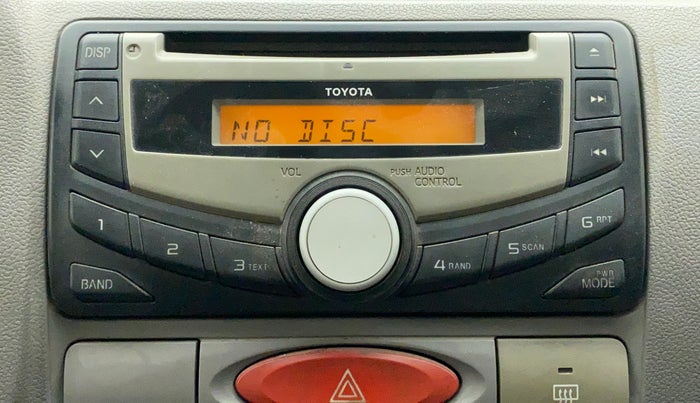 DISP
TOYOTA
NO DISC
VOL
PUSH AUDIO
CONTROL
1
2
3 TEXT
4 RAND
5 SCAN
6 RPT
BAND
PWR
MODE